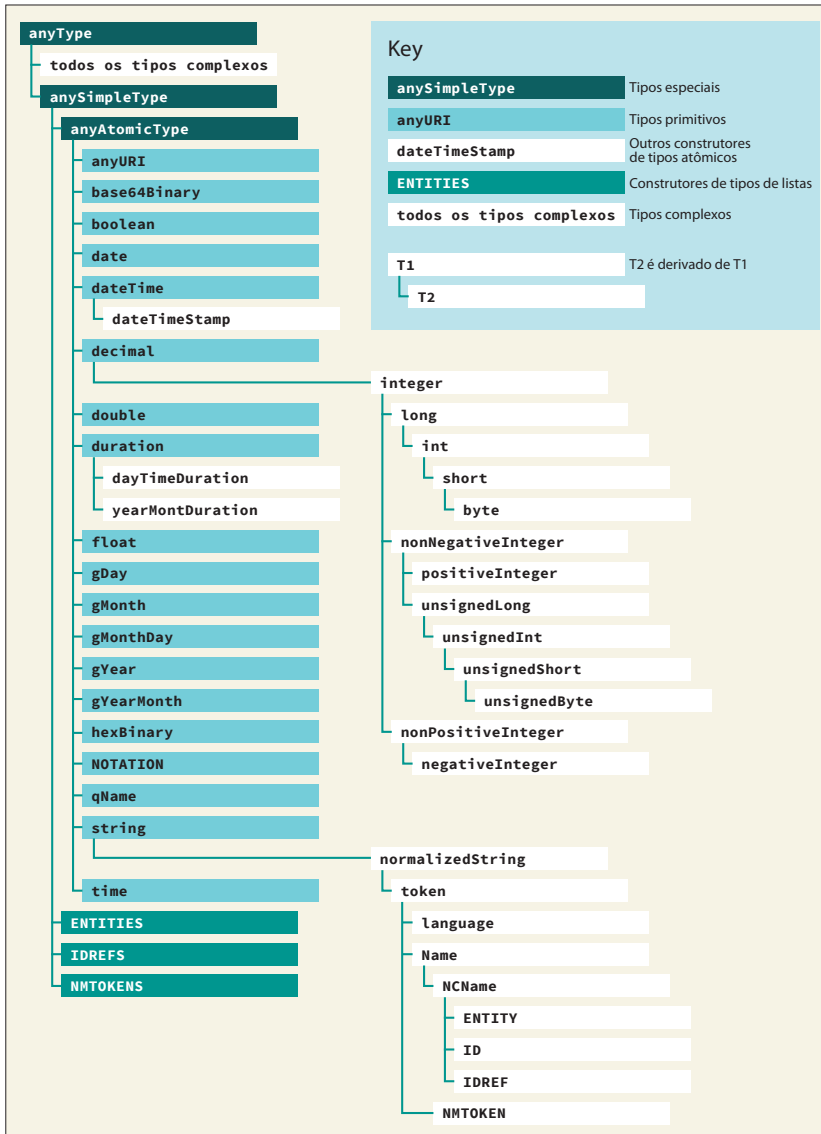 anyType
todos os tipos complexos
anySimpleType
anyAtomicType
anyURI
base64Binary
boolean
date
dateTime
dateTimeStamp
decimal
double
duration
dayTimeDuration
yearMontDuration
float
gDay
gMonth
gMonthDay
gYear
gYearMonth
hexBinary
NOTATION
qName
string
time
ENTITIES
IDREFS
NMTOKENS
Key
anySimpleType Tipos especiais
anyURI Tipos primitivos
dateTimeStamp Outros construtores
de tipos atômicos
ENTITIES Construtores de tipos de listas
todos os tipos complexos Tipos complexos
T1 T2 é derivado de T1
T2
integer
long
int
short
byte
nonNegativeInteger
positiveInteger
unsignedLong
unsignedInt
unsignedShort
unsignedByte
nonPositiveInteger
negativeInteger
normalizedString
token
language
Name
NCName
ENTITY
ID
IDREF
NMTOKEN